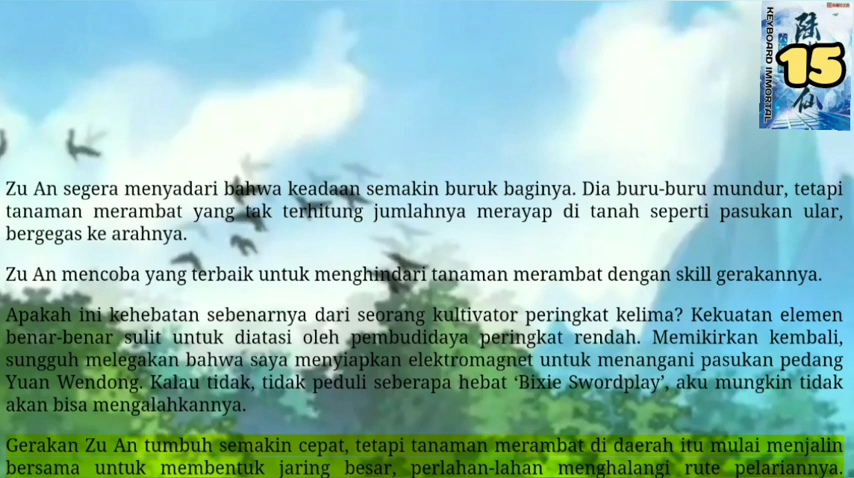 KEYBOARD IMMORTAL
15
Zu An segera menyadari bahwa keadaan semakin buruk baginya. Dia buru-buru mundur, tetapi
tanaman merambat yang tak terhitung jumlahnya merayap di tanah seperti pasukan ular,
bergegas ke arahnya.
Zu An mencoba yang terbaik untuk menghindari tanaman merambat dengan skill gerakannya.
Apakah ini kehebatan sebenarnya dari seorang kultivator peringkat kelima? Kekuatan elemen
benar-benar sulit untuk diatasi oleh pembudidaya peringkat rendah. Memikirkan kembali,
sungguh melegakan bahwa saya menyiapkan elektromagnet untuk menangani pasukan pedang
Yuan Wendong. Kalau tidak, tidak peduli seberapa hebat ‘Bixie Swordplay’, aku mungkin tidak
akan bisa mengalahkannya.
Gerakan Zu An tumbuh semakin cepat, tetapi tanaman merambat di daerah itu mulai menjalin
bersama untuk membentuk jaring besar, perlahan-lahan menghalangi rute pelariannya.